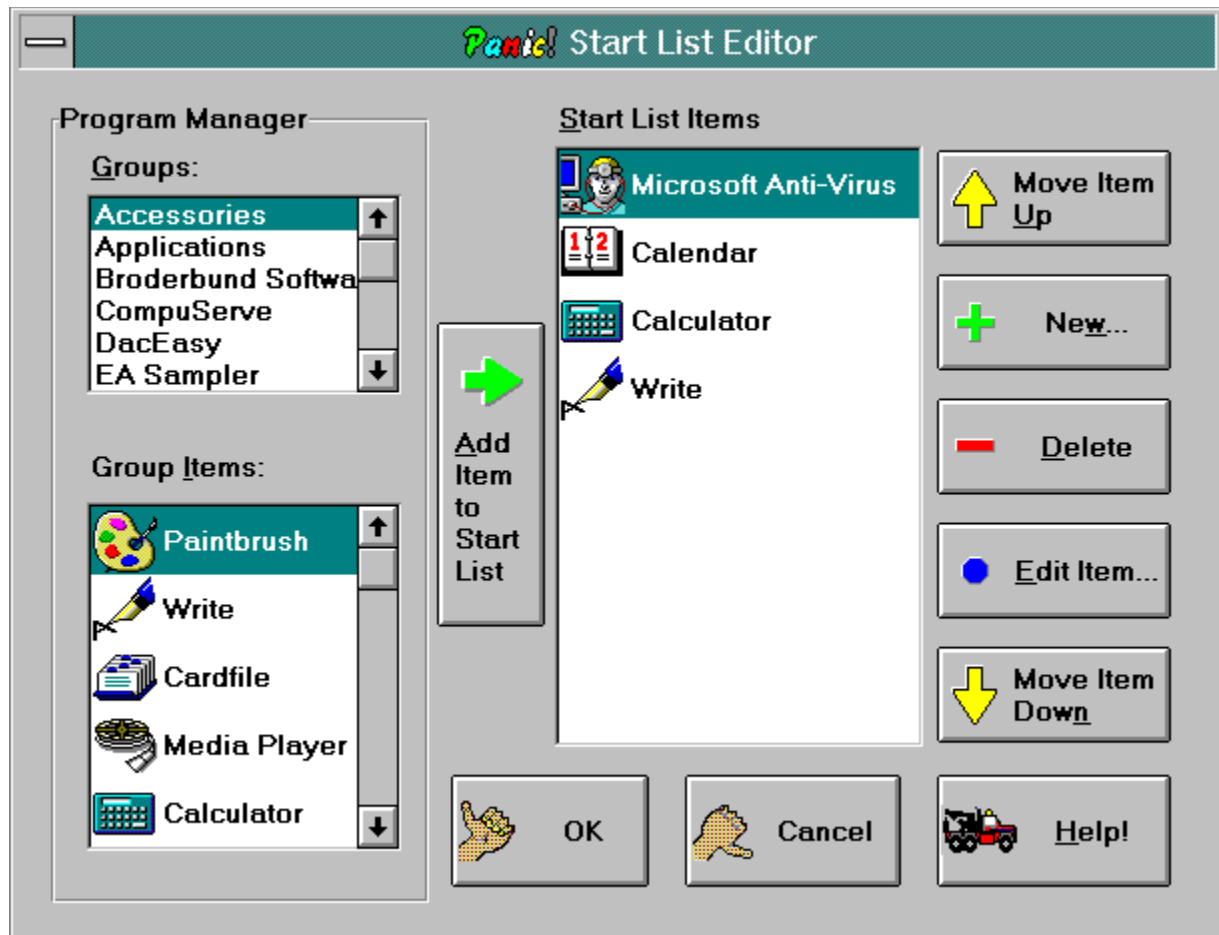 Panic! Start List Editor
Program Manager
Groups:
Accessories
Applications
Broderbund Softwa
CompuServe
DacEasy
EA Sampler
Group Items:
Paintbrush
Write
Cardfile
Media Player
Calculator
Add
Item
to
Start
List
Start List Items
Microsoft Anti-Virus
1 2
Calendar
Calculator
Write
Move Item
Up
New...
Delete
Edit Item...
Move Item
Down
OK
Cancel
Help!